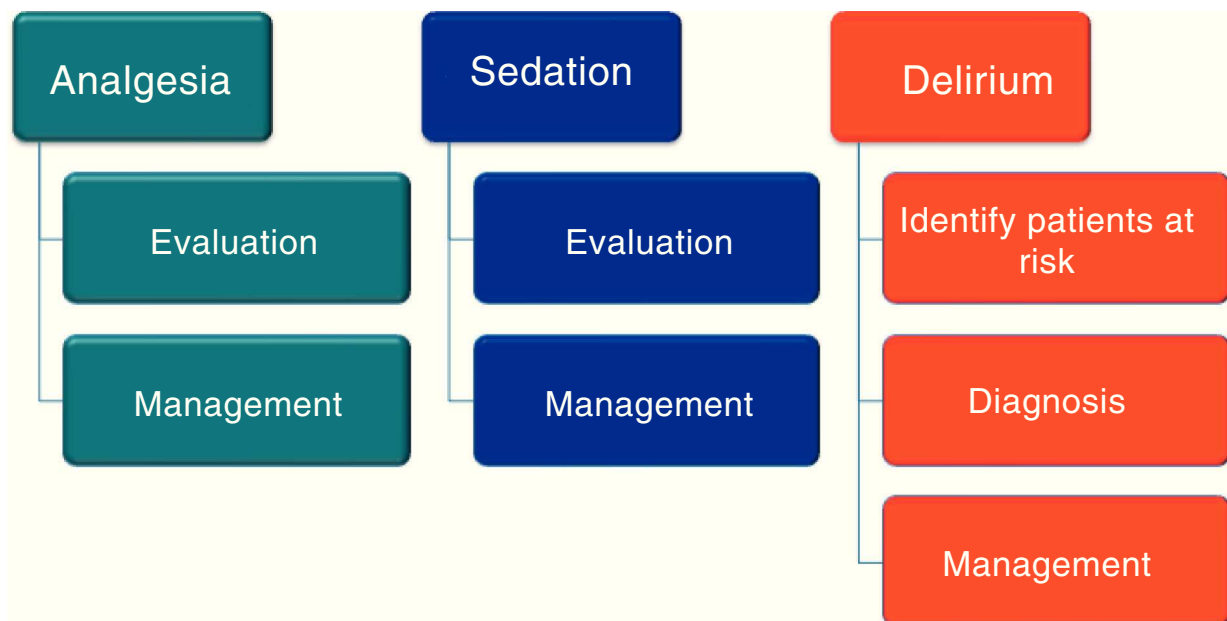 Analgesia
Evaluation
Management
Sedation
Evaluation
Management
Delirium
Identify patients at
risk
Diagnosis
Management